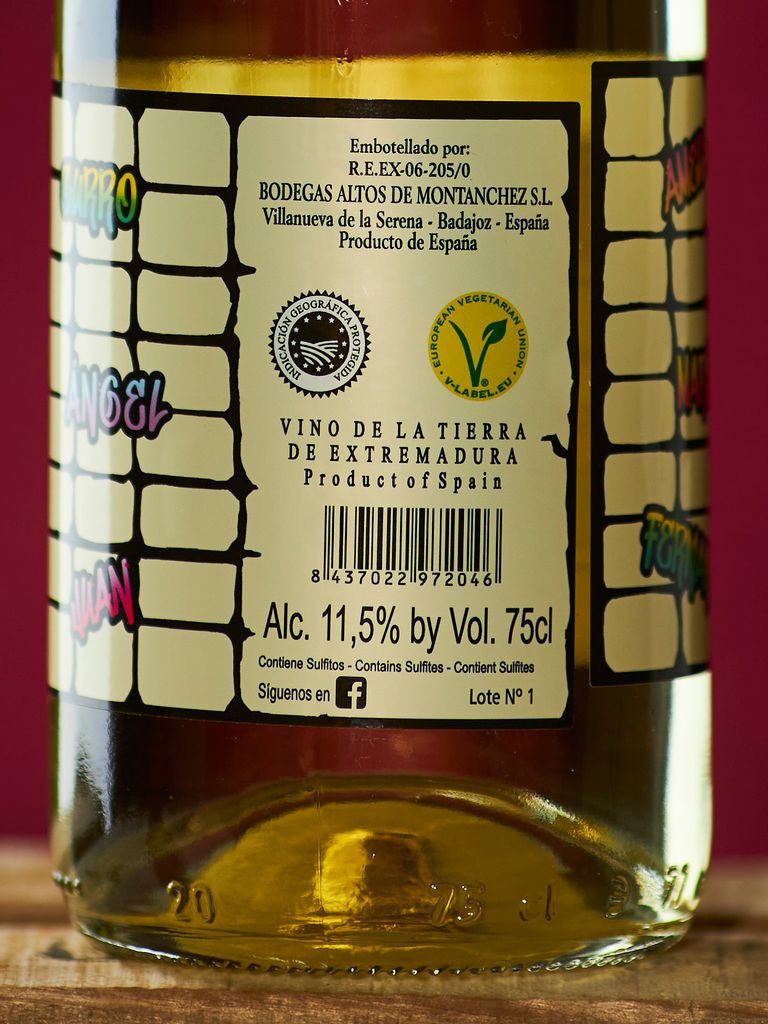 Embotellado por:
R.E.EX-06-205/0
BODEGAS ALTOS DE MONTANCHEZ S.L.
Villanueva de la Serena - Badajoz - España
Producto de España
INDICACIÓN GEOGRÁFICA PROTEGIDA
EUROPEAN VEGETARIAN UNION
V-LABEL.EU
VINO DE LA TIERRA
DE EXTREMADURA
Product of Spain
8 437022 972046
Alc. 11,5% by Vol. 75cl
Contiene Sulfitos - Contains Sulfites - Contient Sulfites
Síguenos en f
Lote Nº 1
ÁNGEL
20
75 cl